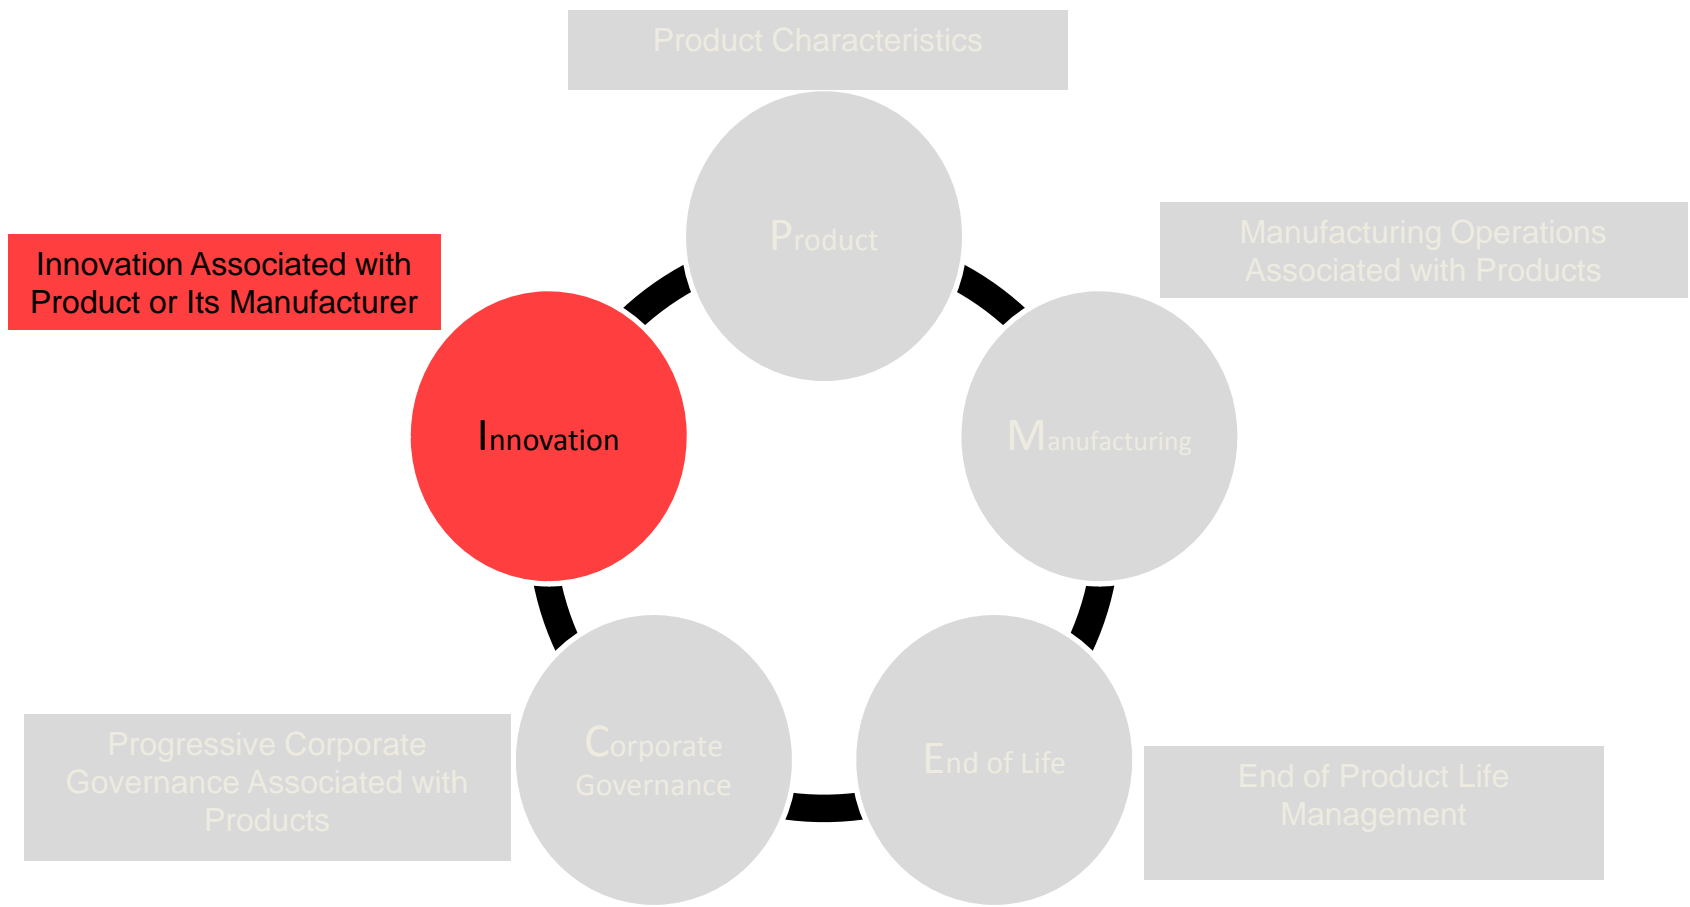 Product Characteristics
Product
Manufacturing Operations
Associated with Products
Innovation Associated with
Product or Its Manufacturer
Innovation
Manufacturing
Corporate
Governance
End of Life
Progressive Corporate
Governance Associated with
Products
End of Product Life
Management